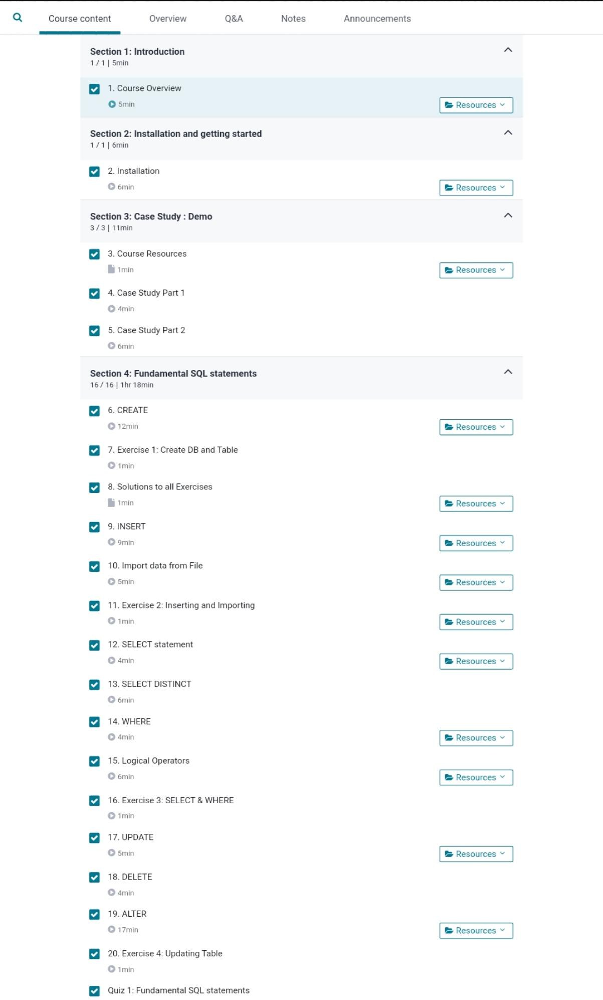 Course content
Overview
Q&A
Notes
Announcements
Section 1: Introduction
1 / 1 | 5min
1. Course Overview
5min
Resources
Section 2: Installation and getting started
1 / 1 | 6min
2. Installation
6min
Resources
Section 3: Case Study : Demo
3 / 3 | 11min
3. Course Resources
1min
Resources
4. Case Study Part 1
4min
5. Case Study Part 2
6min
Section 4: Fundamental SQL statements
16 / 16 | 1hr 18min
6. CREATE
12min
Resources
7. Exercise 1: Create DB and Table
1min
8. Solutions to all Exercises
1min
Resources
9. INSERT
9min
Resources
10. Import data from File
5min
Resources
11. Exercise 2: Inserting and Importing
1min
Resources
12. SELECT statement
4min
Resources
13. SELECT DISTINCT
6min
14. WHERE
4min
Resources
15. Logical Operators
6min
Resources
16. Exercise 3: SELECT & WHERE
1min
17. UPDATE
5min
Resources
18. DELETE
4min
19. ALTER
17min
Resources
20. Exercise 4: Updating Table
1min
Quiz 1: Fundamental SQL statements